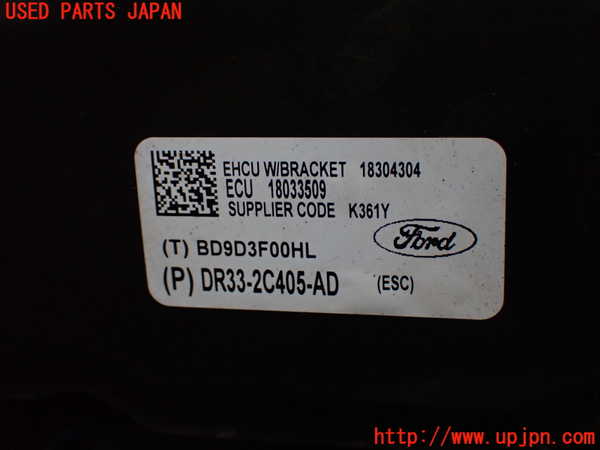 USED PARTS JAPAN
EHCU W/BRACKET 18304304
ECU 18033509
SUPPLIER CODE K361Y
Ford
(T) BD9D3F00HL
(P) DR33-2C405-AD (ESC)
http://www.upjpn.com/